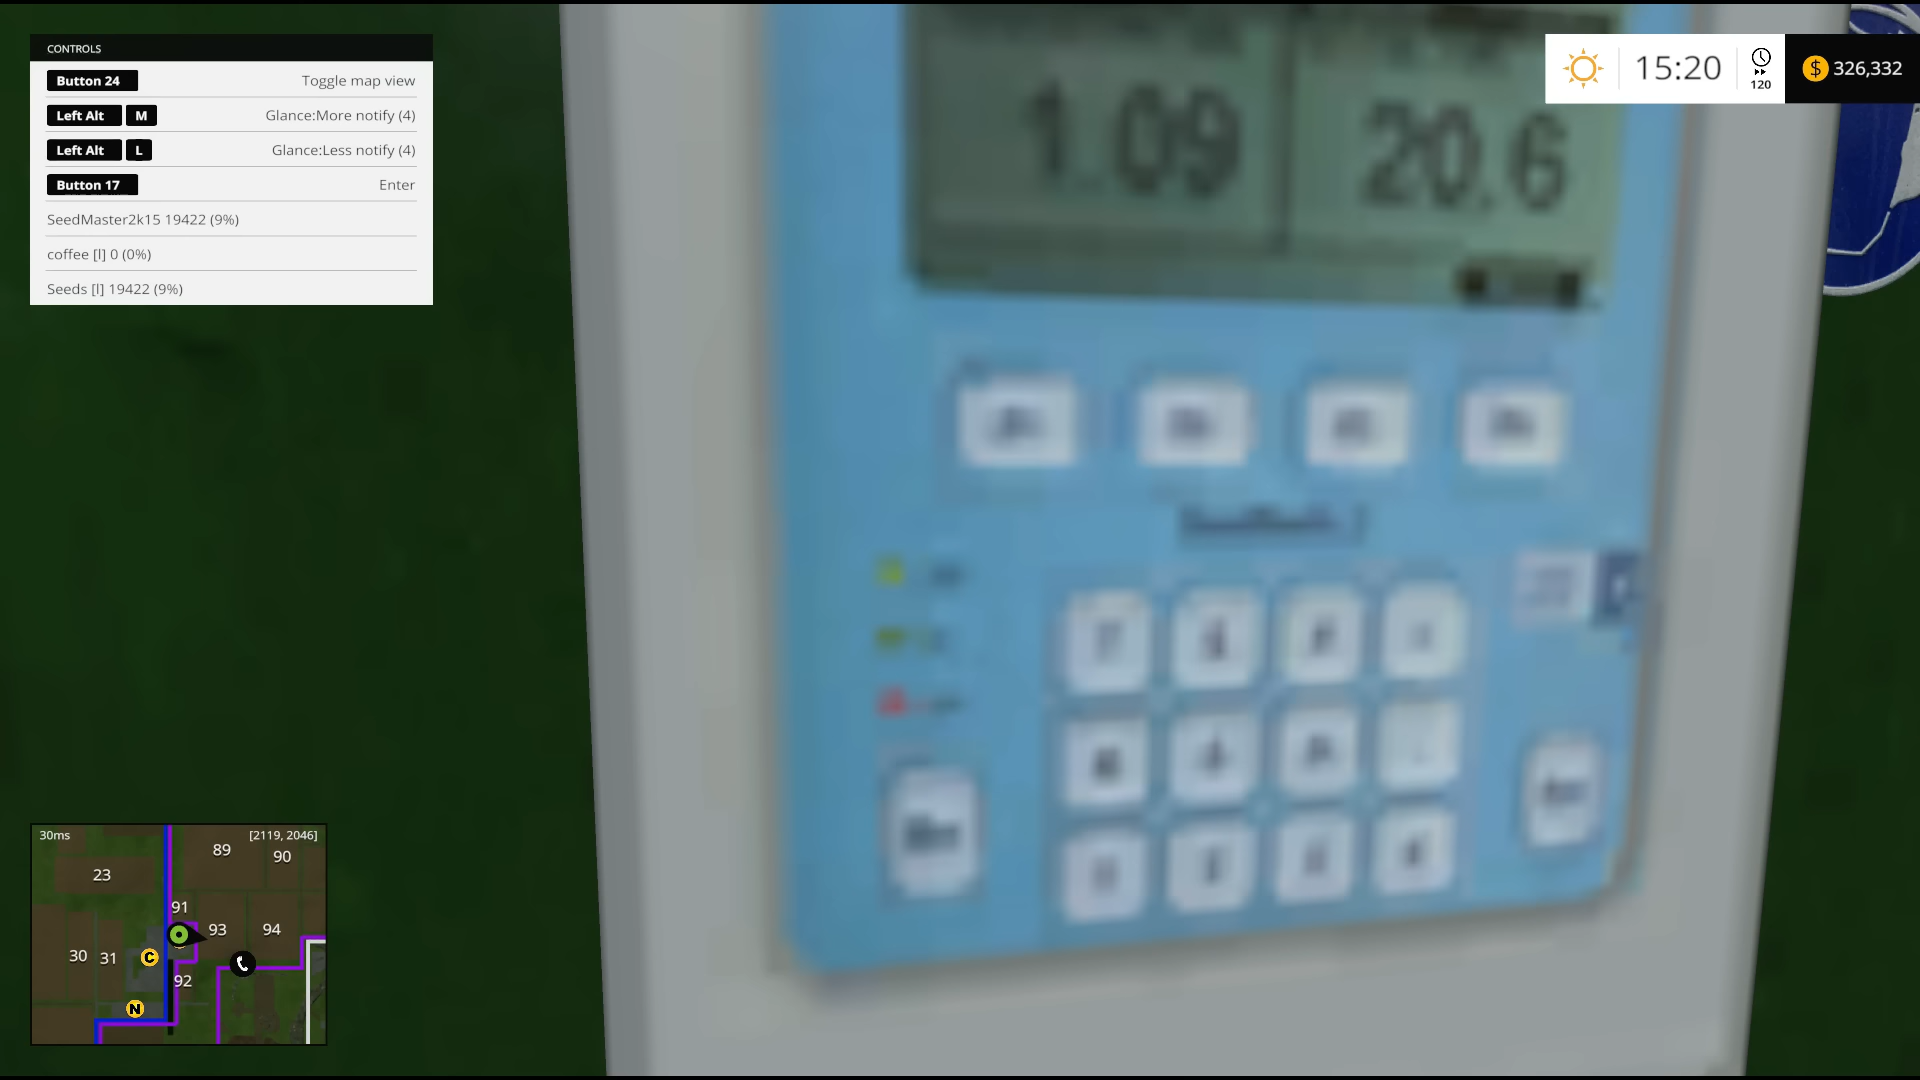 CONTROLS
Button 24 Toggle map view
Left Alt M Glance:More notify (4)
Left Alt L Glance:Less notify (4)
Button 17 Enter
SeedMaster2k15 19422 (9%)
coffee [l] 0 (0%)
Seeds [l] 19422 (9%)
15:20
120
$ 326,332
1.09 20.6
30ms [2119, 2046]
89
90
23
91
93 94
30 31 C
92
N